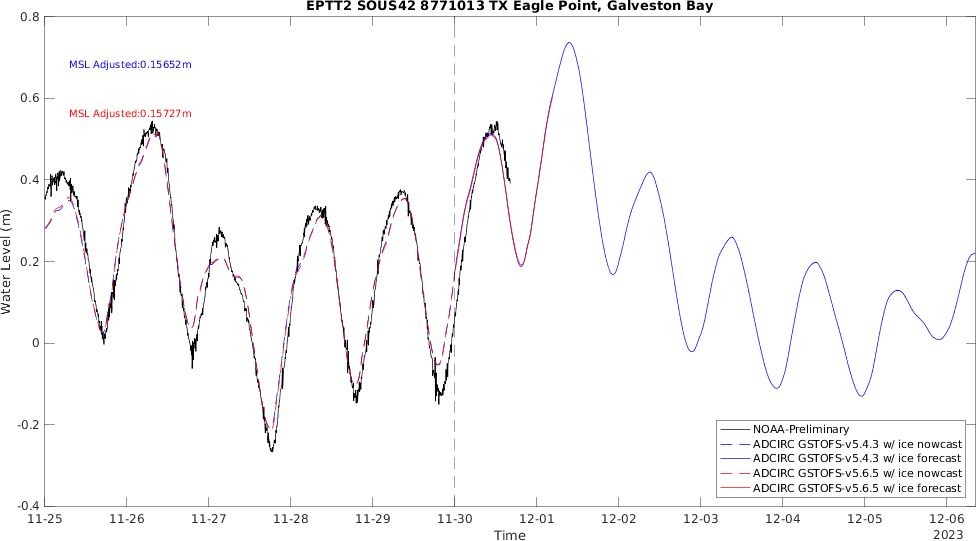 EPTT2 SOUS42 8771013 TX Eagle Point, Galveston Bay
0.8
MSL Adjusted:0.15652m
0.6
MSL Adjusted:0.15727m
0.4
0.2
0
-0.2
-0.4
Water Level (m)
NOAA-Preliminary
ADCIRC GSTOFS-v5.4.3 w/ ice nowcast
ADCIRC GSTOFS-v5.4.3 w/ ice forecast
ADCIRC GSTOFS-v5.6.5 w/ ice nowcast
ADCIRC GSTOFS-v5.6.5 w/ ice forecast
11-25 11-26 11-27 11-28 11-29 11-30 12-01 12-02 12-03 12-04 12-05 12-06
Time
2023